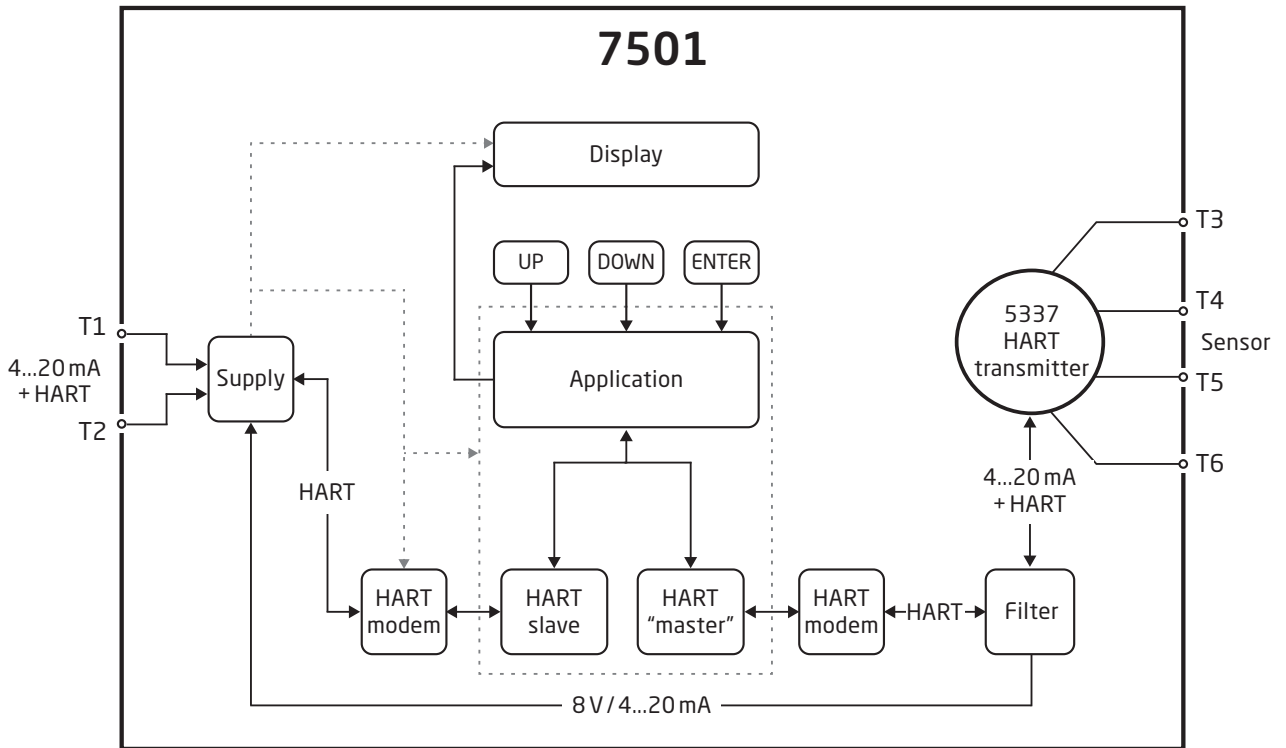 7501
Display
UP
DOWN
ENTER
T1
4...20 mA
+ HART
T2
Supply
Application
5337
HART
transmitter
T3
T4
Sensor
T5
T6
HART
4...20 mA
+ HART
HART
modem
HART
slave
HART
“master”
HART
modem
HART
Filter
8 V / 4...20 mA